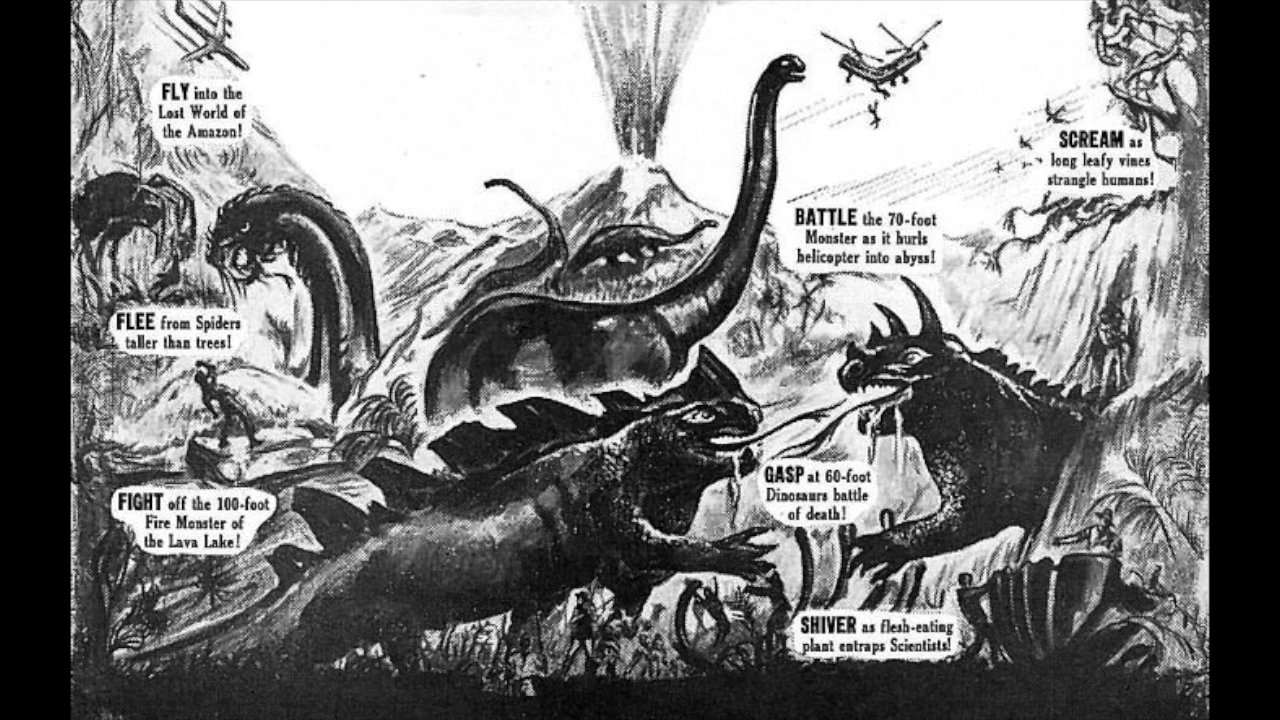 FLY into the
Lost World of
the Amazon!
SCREAM as
long leafy vines
strangle humans!
BATTLE the 70-foot
Monster as it hurls
helicopter into abyss!
FLEE from Spiders
taller than trees!
FIGHT off the 100-foot
Fire Monster of
the Lava Lake!
GASP at 60-foot
Dinosaurs battle
of death!
SHIVER as flesh-eating
plant entraps Scientists!